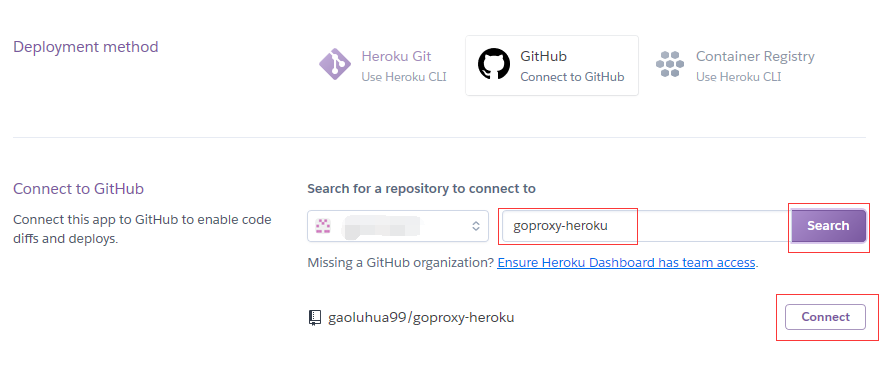 Deployment method
Heroku Git
Use Heroku CLI
GitHub
Connect to GitHub
Container Registry
Use Heroku CLI
Connect to GitHub
Connect this app to GitHub to enable code
diffs and deploys.
Search for a repository to connect to
goproxy-heroku
Search
Missing a GitHub organization? Ensure Heroku Dashboard has team access.
gaoluhua99/goproxy-heroku
Connect